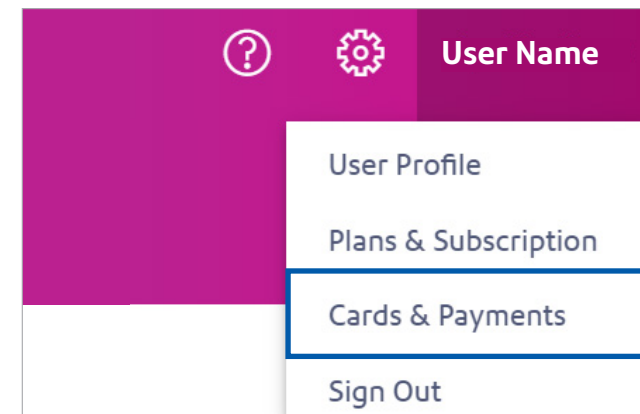 User Name
User Profile
Plans & Subscription
Cards & Payments
Sign Out